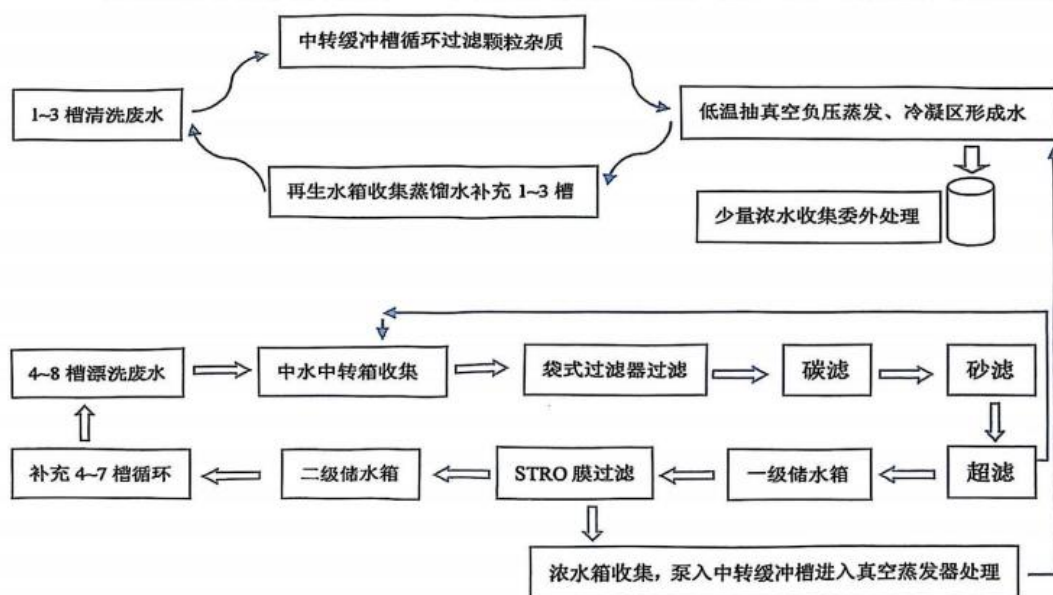 中转缓冲槽循环过滤颗粒杂质
1~3 槽清洗废水
低温抽真空负压蒸发、冷凝区形成水
再生水箱收集蒸馏水补充 1~3 槽
少量浓水收集委外处理
4~8 槽漂洗废水
中水中转箱收集
袋式过滤器过滤
碳滤
砂滤
补充 4~7 槽循环
二级储水箱
STRO 膜过滤
一级储水箱
超滤
浓水箱收集，泵入中转缓冲槽进入真空蒸发器处理